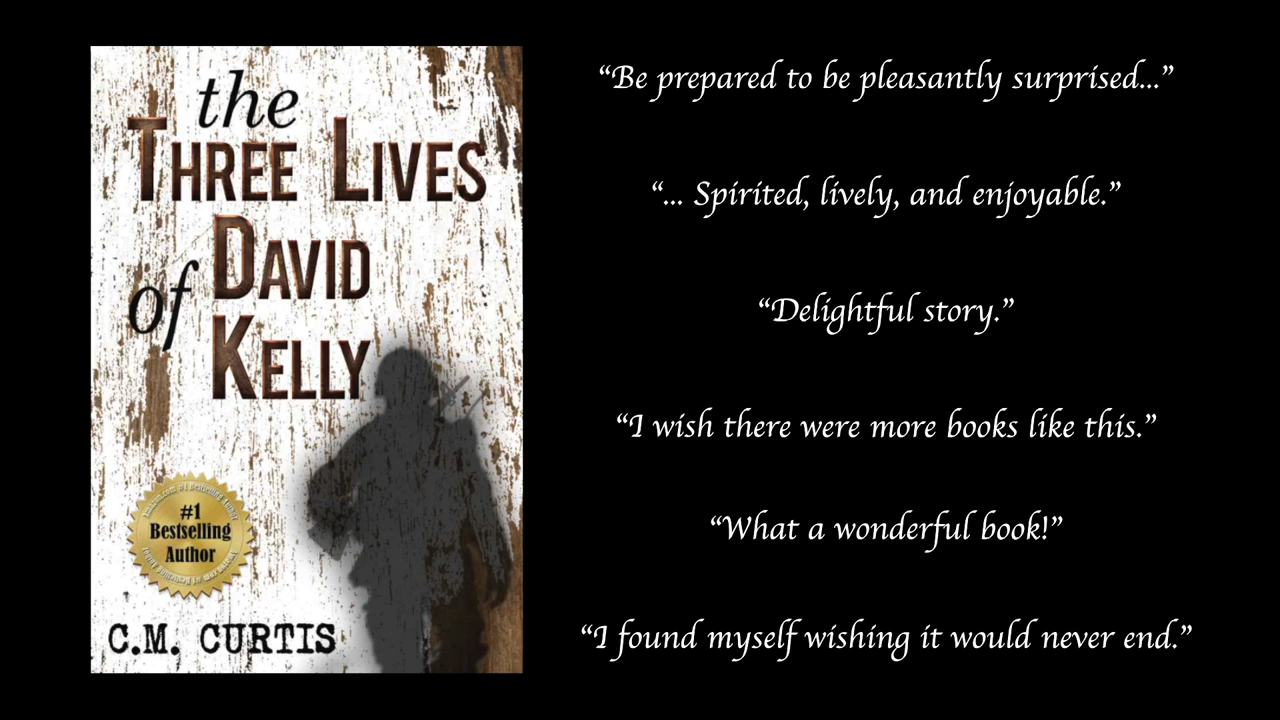 the
THREE LIVES
of DAVID
KELLY
#1
Bestselling
Author
C.M. CURTIS
“Be prepared to be pleasantly surprised...”
“... Spirited, lively, and enjoyable.”
“Delightful story.”
“I wish there were more books like this.”
“What a wonderful book!”
“I found myself wishing it would never end.”